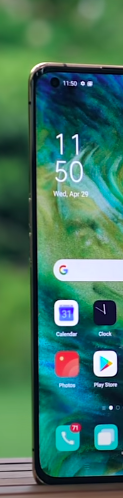 11:50
11
50
Wed, Apr 29
G
31
Calendar
Clock
Photos
Play Store
71